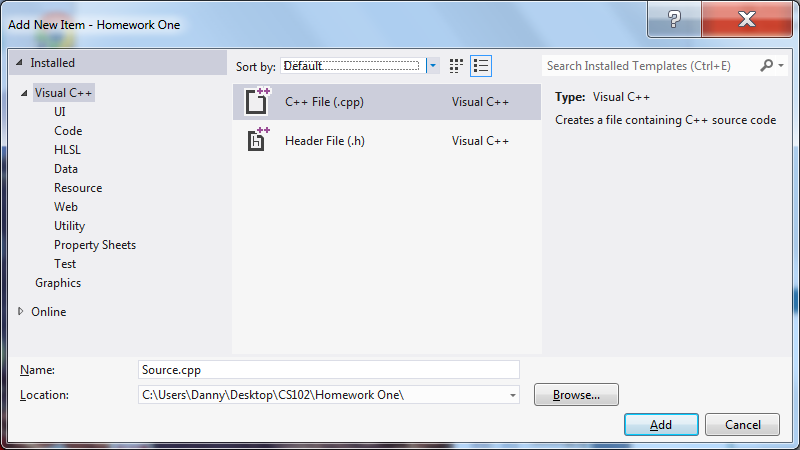 Add New Item - Homework One
Installed
Visual C++
UI
Code
HLSL
Data
Resource
Web
Utility
Property Sheets
Test
Graphics
Online
Sort by: Default
C++ File (.cpp) Visual C++
Header File (.h) Visual C++
Search Installed Templates (Ctrl+E)
Type: Visual C++
Creates a file containing C++ source code
Name: Source.cpp
Location: C:\Users\Danny\Desktop\CS102\Homework One\
Browse...
Add Cancel